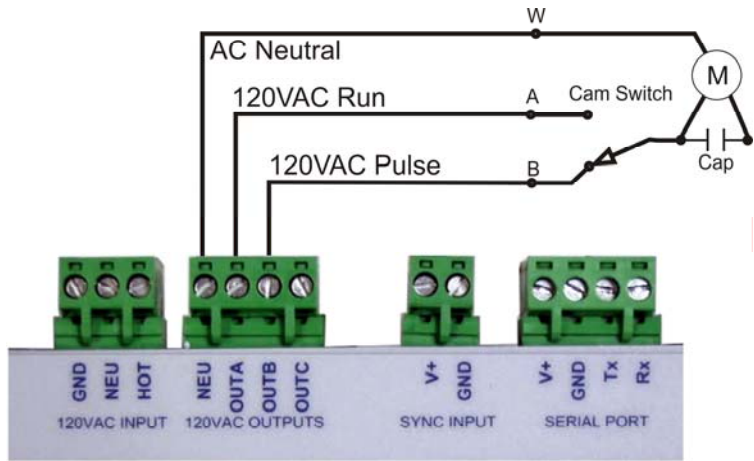 W
AC Neutral
M
120VAC Run
A
Cam Switch
120VAC Pulse
B
Cap
GND
NEU
HOT
NEU
OUTA
OUTB
OUTC
V+
GND
V+
GND
Tx
Rx
120VAC INPUT
120VAC OUTPUTS
SYNC INPUT
SERIAL PORT